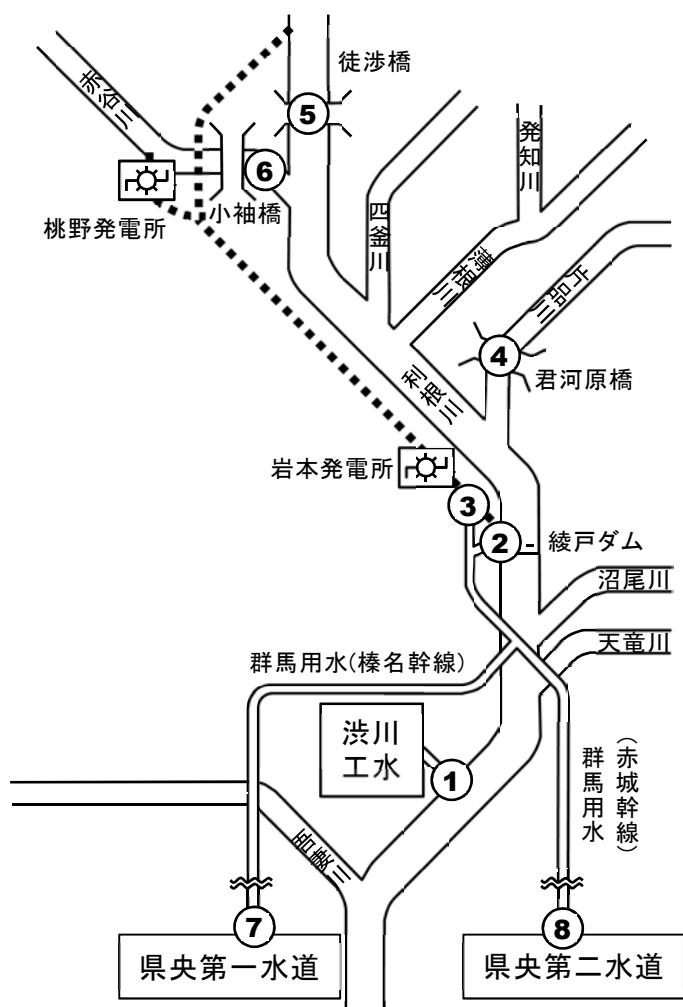 徒渉橋
赤谷川
⑤
発知川
⑥
桃野発電所
小袖橋
四釜川
薄根川
片品川
④
君河原橋
利根川
岩本発電所
③
②
綾戸ダム
沼尾川
天竜川
群馬用水(榛名幹線)
渋川
工水
①
群馬用水
(赤城幹線)
吾妻川
⑦
⑧
県央第一水道
県央第二水道